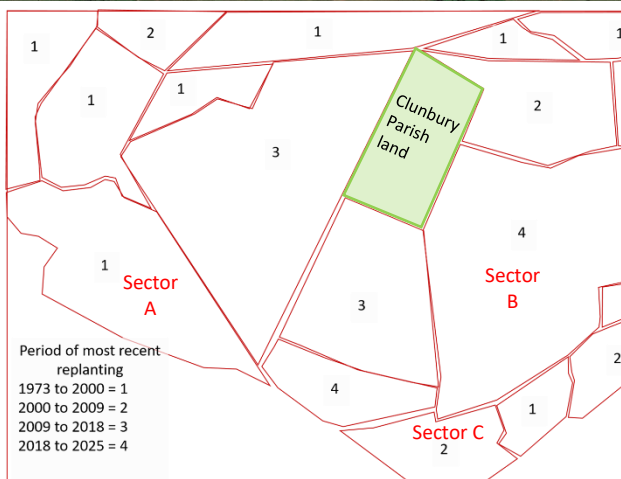 1
2
1
1
1
1
1
2
3
Clunbury
Parish
land
4
1
Sector
A
Sector
B
3
2
4
1
Sector C
2
Period of most recent
replanting
1973 to 2000 = 1
2000 to 2009 = 2
2009 to 2018 = 3
2018 to 2025 = 4